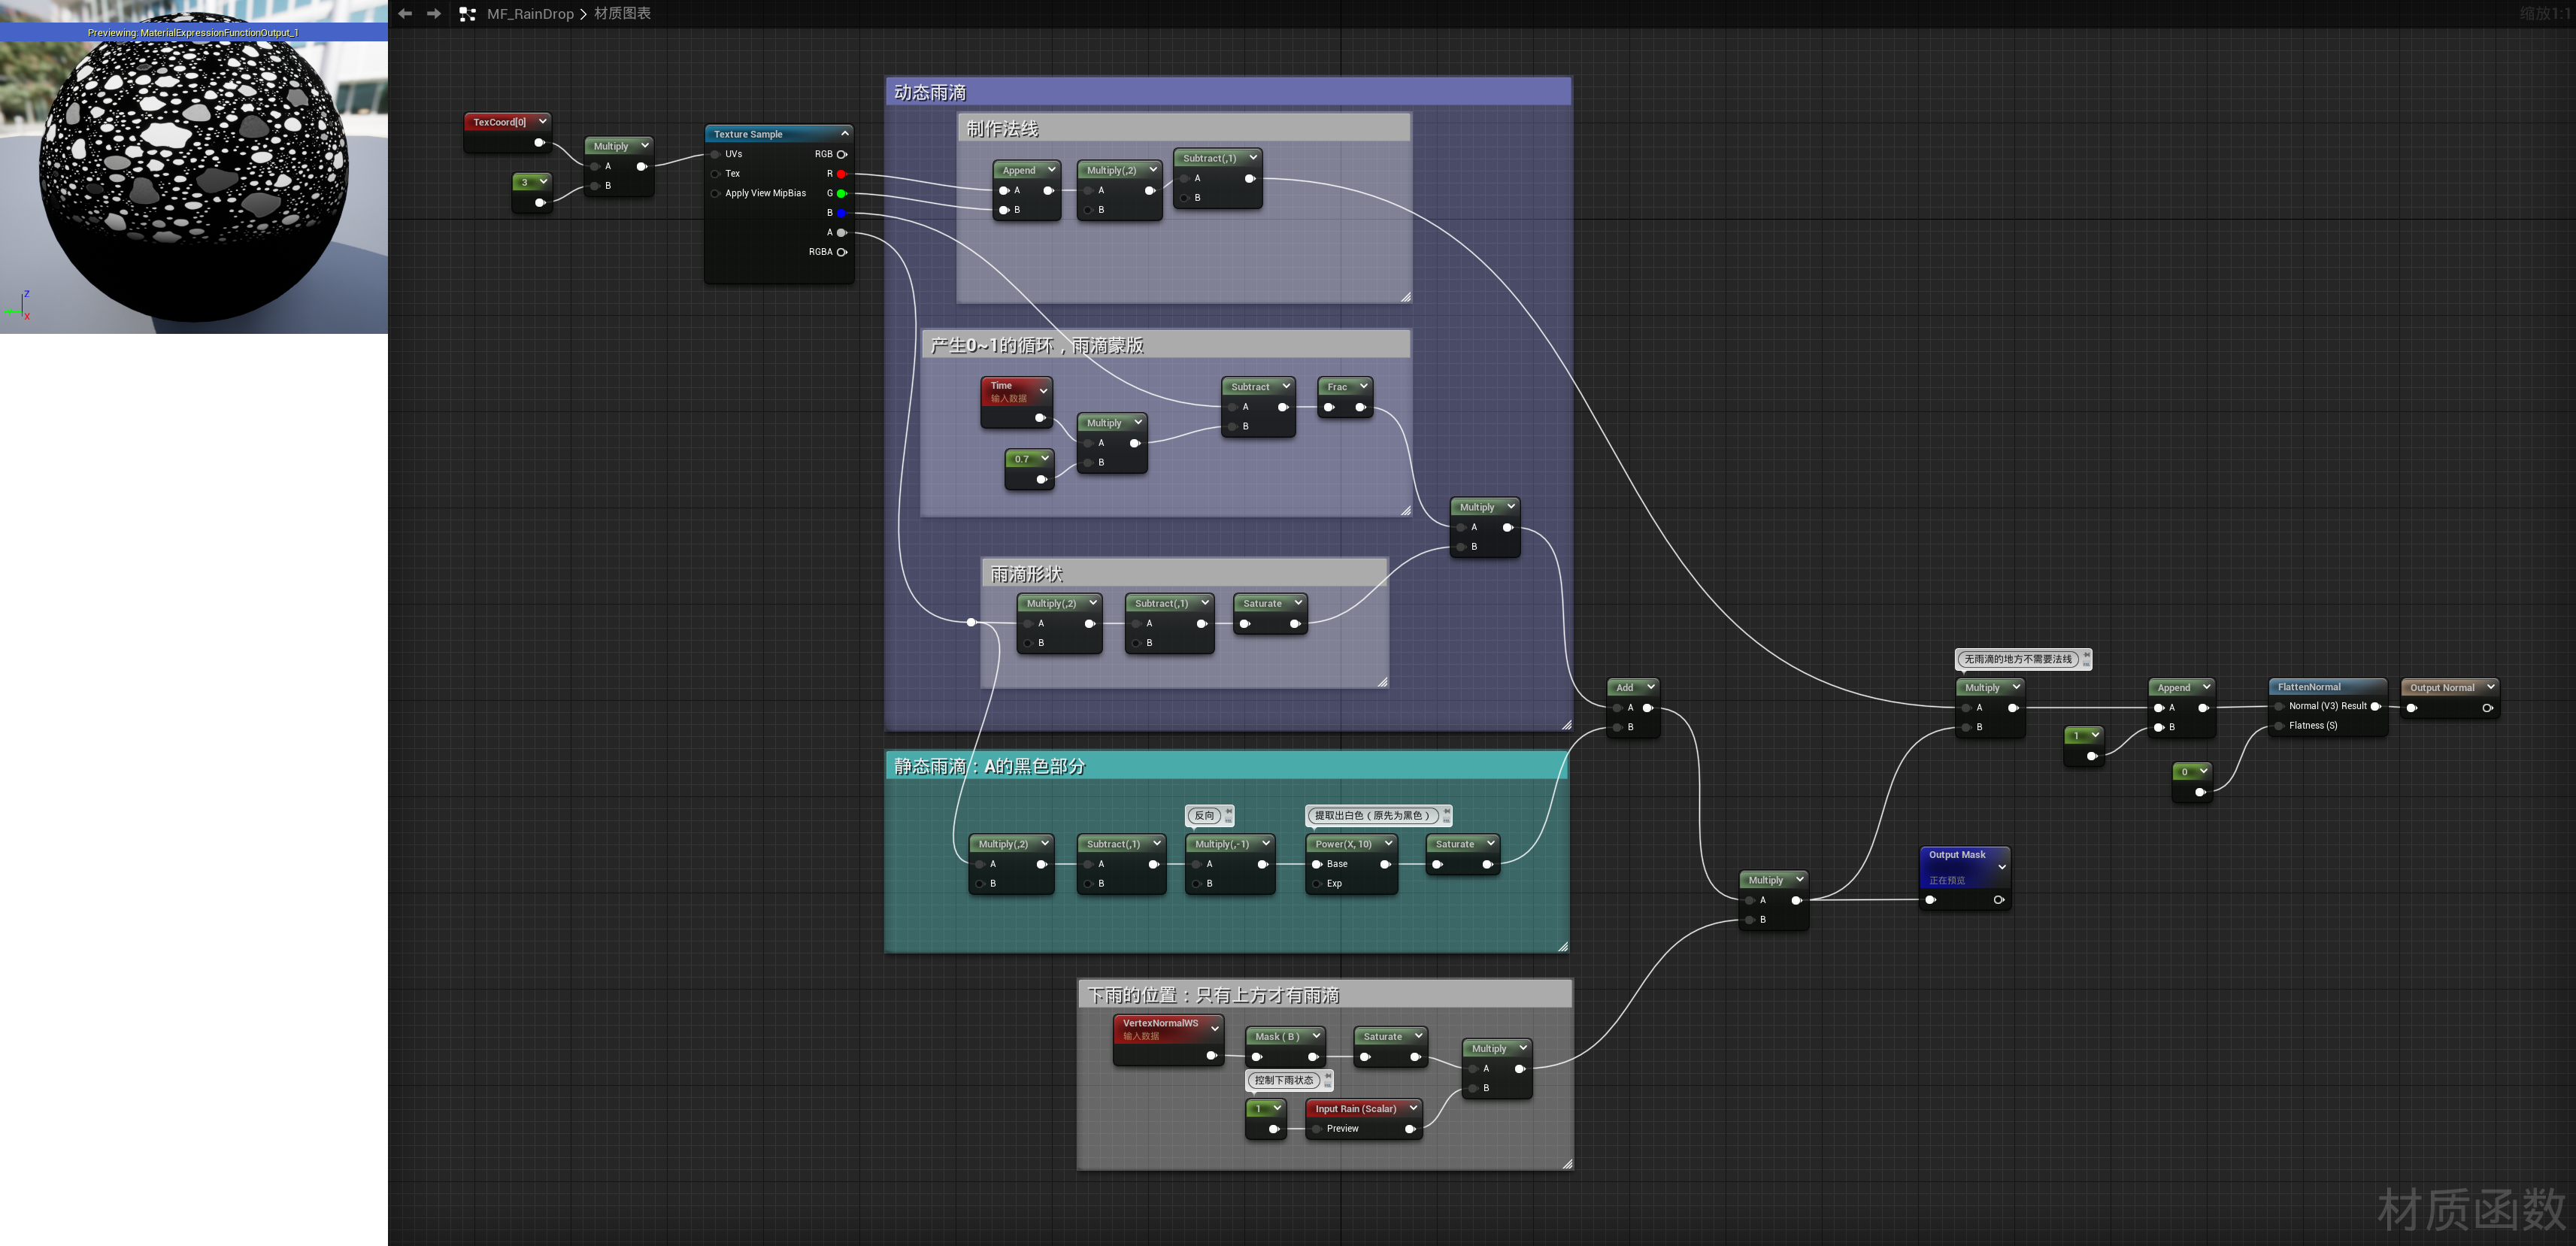 MF_RainDrop > 材质图表
缩放1:1
Previewing: MaterialExpressionFunctionOutput_1
Z
X
TexCoord[0]
3
Multiply
A
B
Texture Sample
UVs
RGB
Tex
R
Apply View MipBias
G
B
A
RGBA
动态雨滴
制作法线
Append
A
B
Multiply(,2)
A
B
Subtract(,1)
A
B
产生0~1的循环，雨滴蒙版
Time
输入数据
0.7
Multiply
A
B
Subtract
A
B
Frac
Multiply
A
B
雨滴形状
Multiply(,2)
A
B
Subtract(,1)
A
B
Saturate
Add
A
B
静态雨滴：A的黑色部分
Multiply(,2)
A
B
Subtract(,1)
A
B
反向
Multiply(,-1)
A
B
提取出白色（原先为黑色）
Power(X, 10)
Base
Exp
Saturate
下雨的位置：只有上方才有雨滴
VertexNormalWS
输入数据
Mask ( B )
Saturate
控制下雨状态
1
Input Rain (Scalar)
Preview
Multiply
A
B
Multiply
A
B
无雨滴的地方不需要法线
Multiply
A
B
1
Append
A
B
0
FlattenNormal
Normal (V3) Result
Flatness (S)
Output Normal
Output Mask
正在预览
材质函数